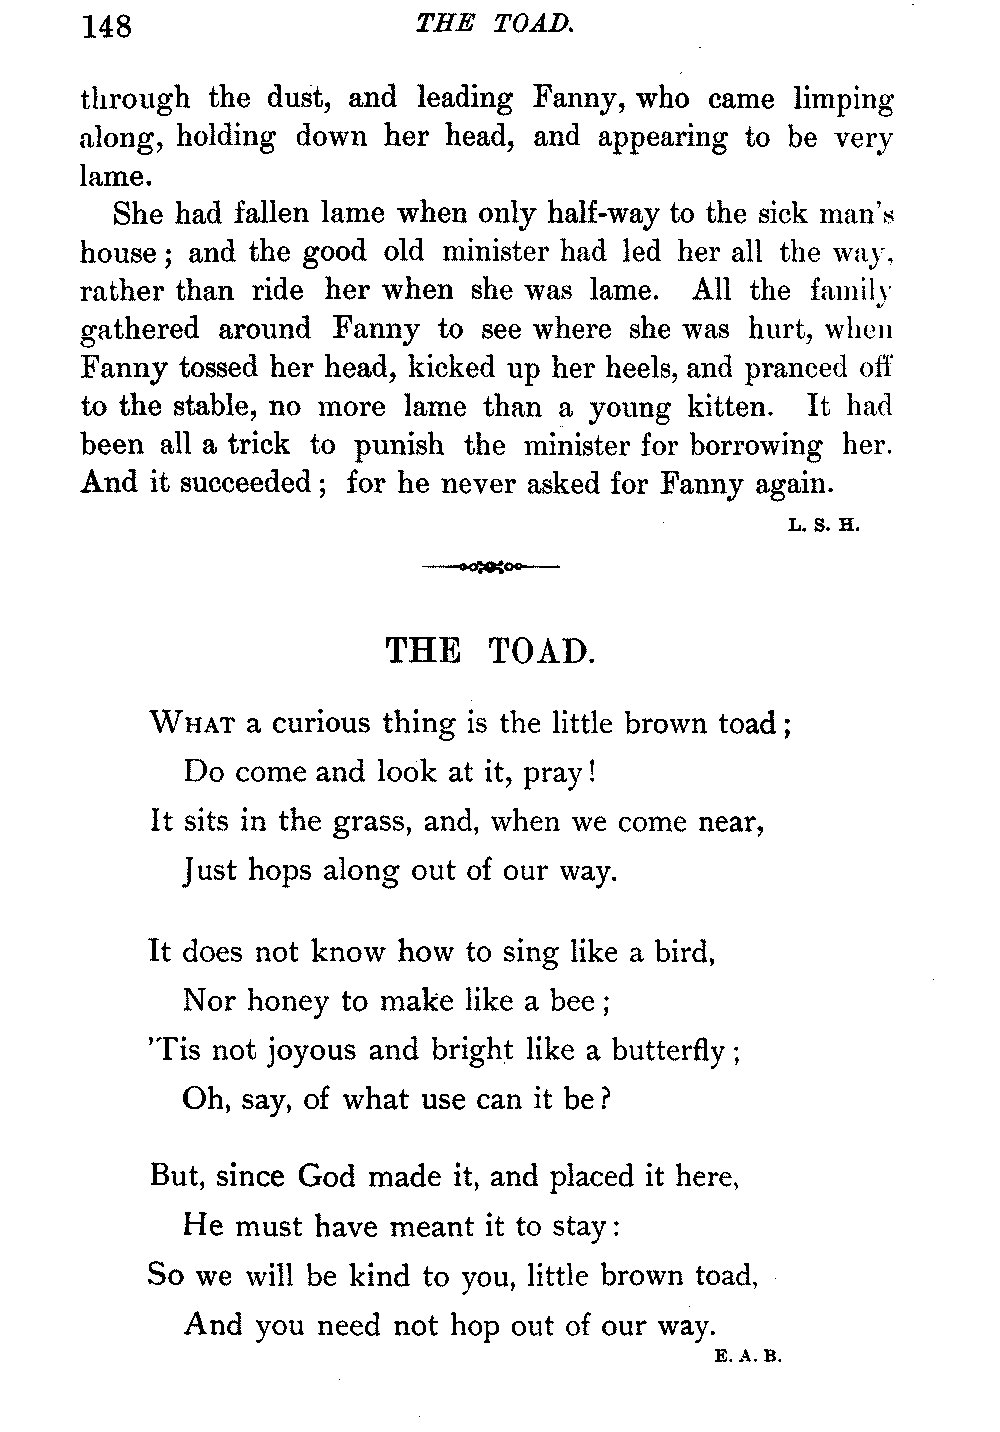 148 THE TOAD.
through the dust, and leading Fanny, who came limping
along, holding down her head, and appearing to be very
lame.
She had fallen lame when only half-way to the sick man's
house; and the good old minister had led her all the way,
rather than ride her when she was lame. All the family
gathered around Fanny to see where she was hurt, when
Fanny tossed her head, kicked up her heels, and pranced off
to the stable, no more lame than a young kitten. It had
been all a trick to punish the minister for borrowing her.
And it succeeded; for he never asked for Fanny again.
L. S. H.
THE TOAD.
WHAT a curious thing is the little brown toad;
Do come and look at it, pray!
It sits in the grass, and, when we come near,
Just hops along out of our way.
It does not know how to sing like a bird,
Nor honey to make like a bee;
'Tis not joyous and bright like a butterfly;
Oh, say, of what use can it be?
But, since God made it, and placed it here,
He must have meant it to stay:
So we will be kind to you, little brown toad,
And you need not hop out of our way.
E. A. B.